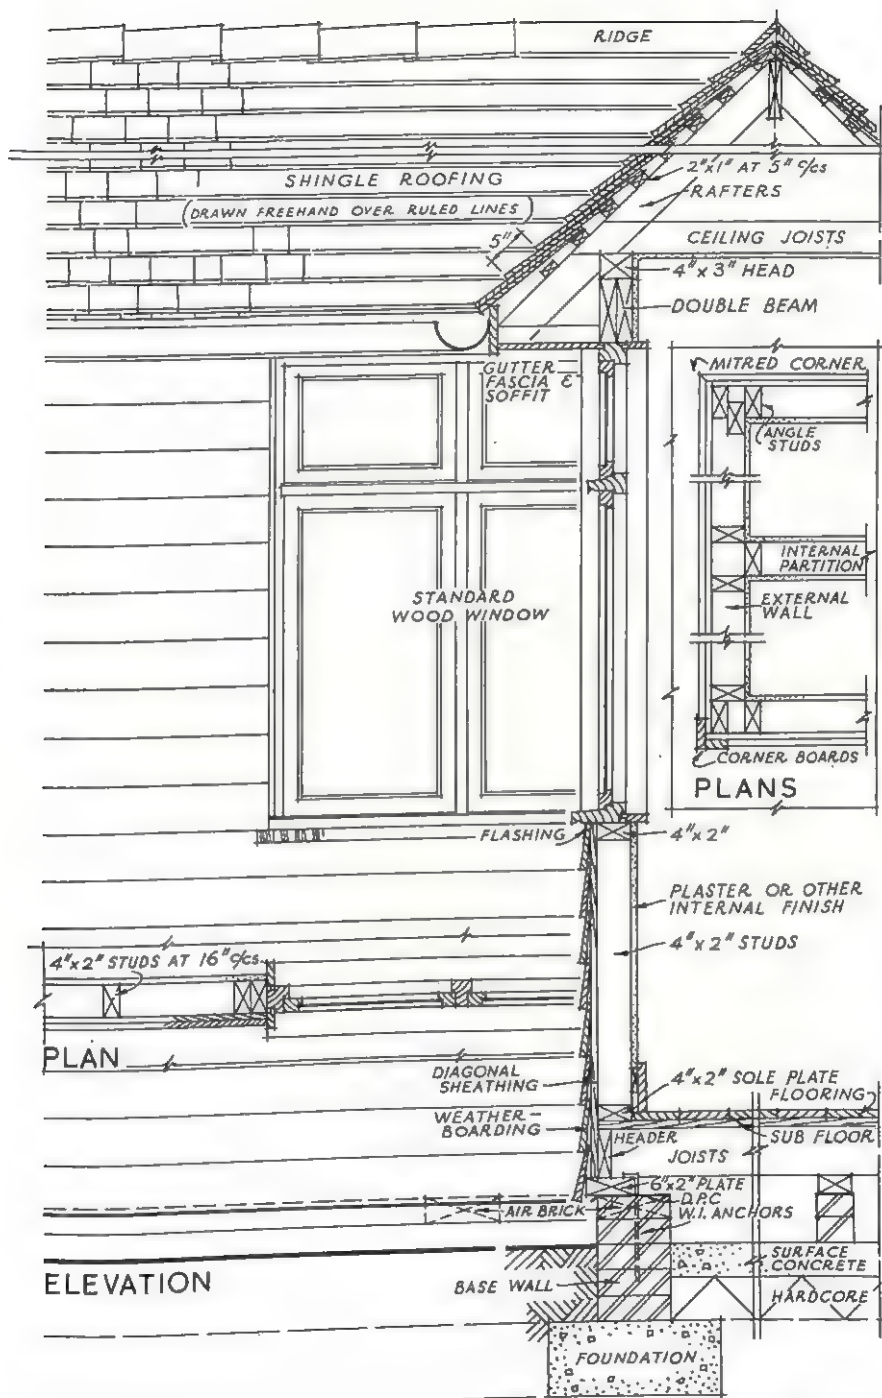 RIDGE
2"x1" AT 5" c/cs
SHINGLE ROOFING
RAFTERS
(DRAWN FREEHAND OVER RULED LINES)
5"
CEILING JOISTS
4"x 3" HEAD
DOUBLE BEAM
GUTTER
FASCIA &
SOFFIT
MITRED CORNER
ANGLE
STUDS
INTERNAL
PARTITION
EXTERNAL
WALL
STANDARD
WOOD WINDOW
CORNER BOARDS
PLANS
FLASHING
4"x 2"
PLASTER OR OTHER
INTERNAL FINISH
4"x 2" STUDS
4"x2" STUDS AT 16" c/cs
PLAN
DIAGONAL
SHEATHING
4"x 2" SOLE PLATE
FLOORING
WEATHER-
BOARDING
HEADER
JOISTS
SUB FLOOR
6"x2" PLATE
D.P.C
AIR BRICK
W.I. ANCHORS
ELEVATION
BASE WALL
SURFACE
CONCRETE
HARDCORE
FOUNDATION